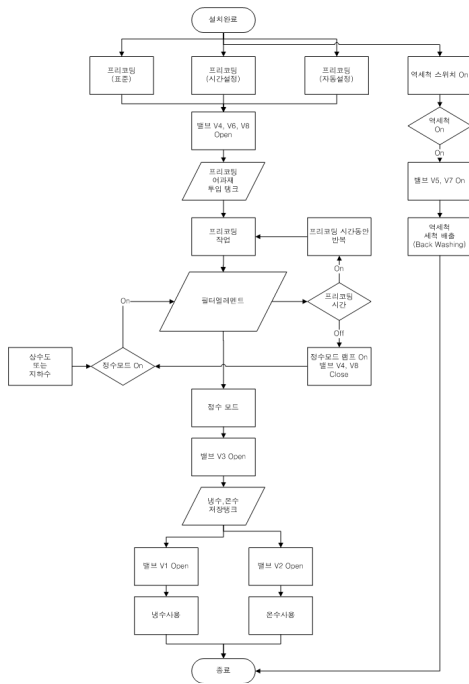 설치완료
프리코팅
(표준)
프리코팅
(시간설정)
프리코팅
(자동설정)
역세척 스위치 On
밸브 V4, V6, V8
Open
역세척
On
On
프리코팅
여과재
투입 탱크
밸브 V5, V7 On
프리코팅
작업
프리코팅 시간동안
반복
역세척
세척 배출
(Back Washing)
On
On
필터엘레멘트
프리코팅
시간
Off
상수도
또는
지하수
정수모드 On
정수모드 램프 On
밸브 V4, V8
Close
정수 모드
밸브 V3 Open
냉수,온수
저장탱크
밸브 V1 Open
밸브 V2 Open
냉수사용
온수사용
종료